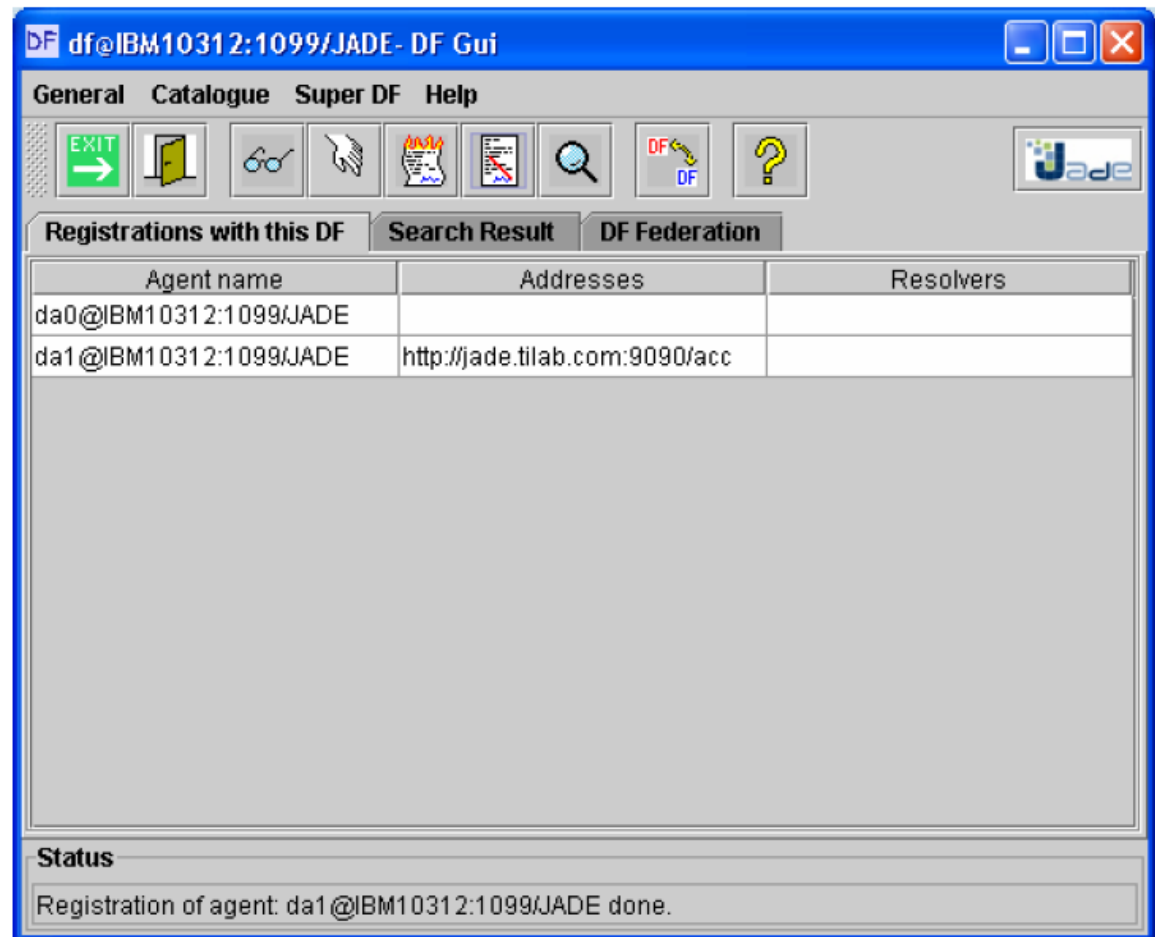 DF df@IBM10312:1099/JADE- DF Gui
General Catalogue Super DF Help
EXIT DF DF ? Jade
Registrations with this DF Search Result DF Federation
Agent name Addresses Resolvers
da0@IBM10312:1099/JADE
da1@IBM10312:1099/JADE http://jade.tilab.com:9090/acc
Status
Registration of agent: da1@IBM10312:1099/JADE done.